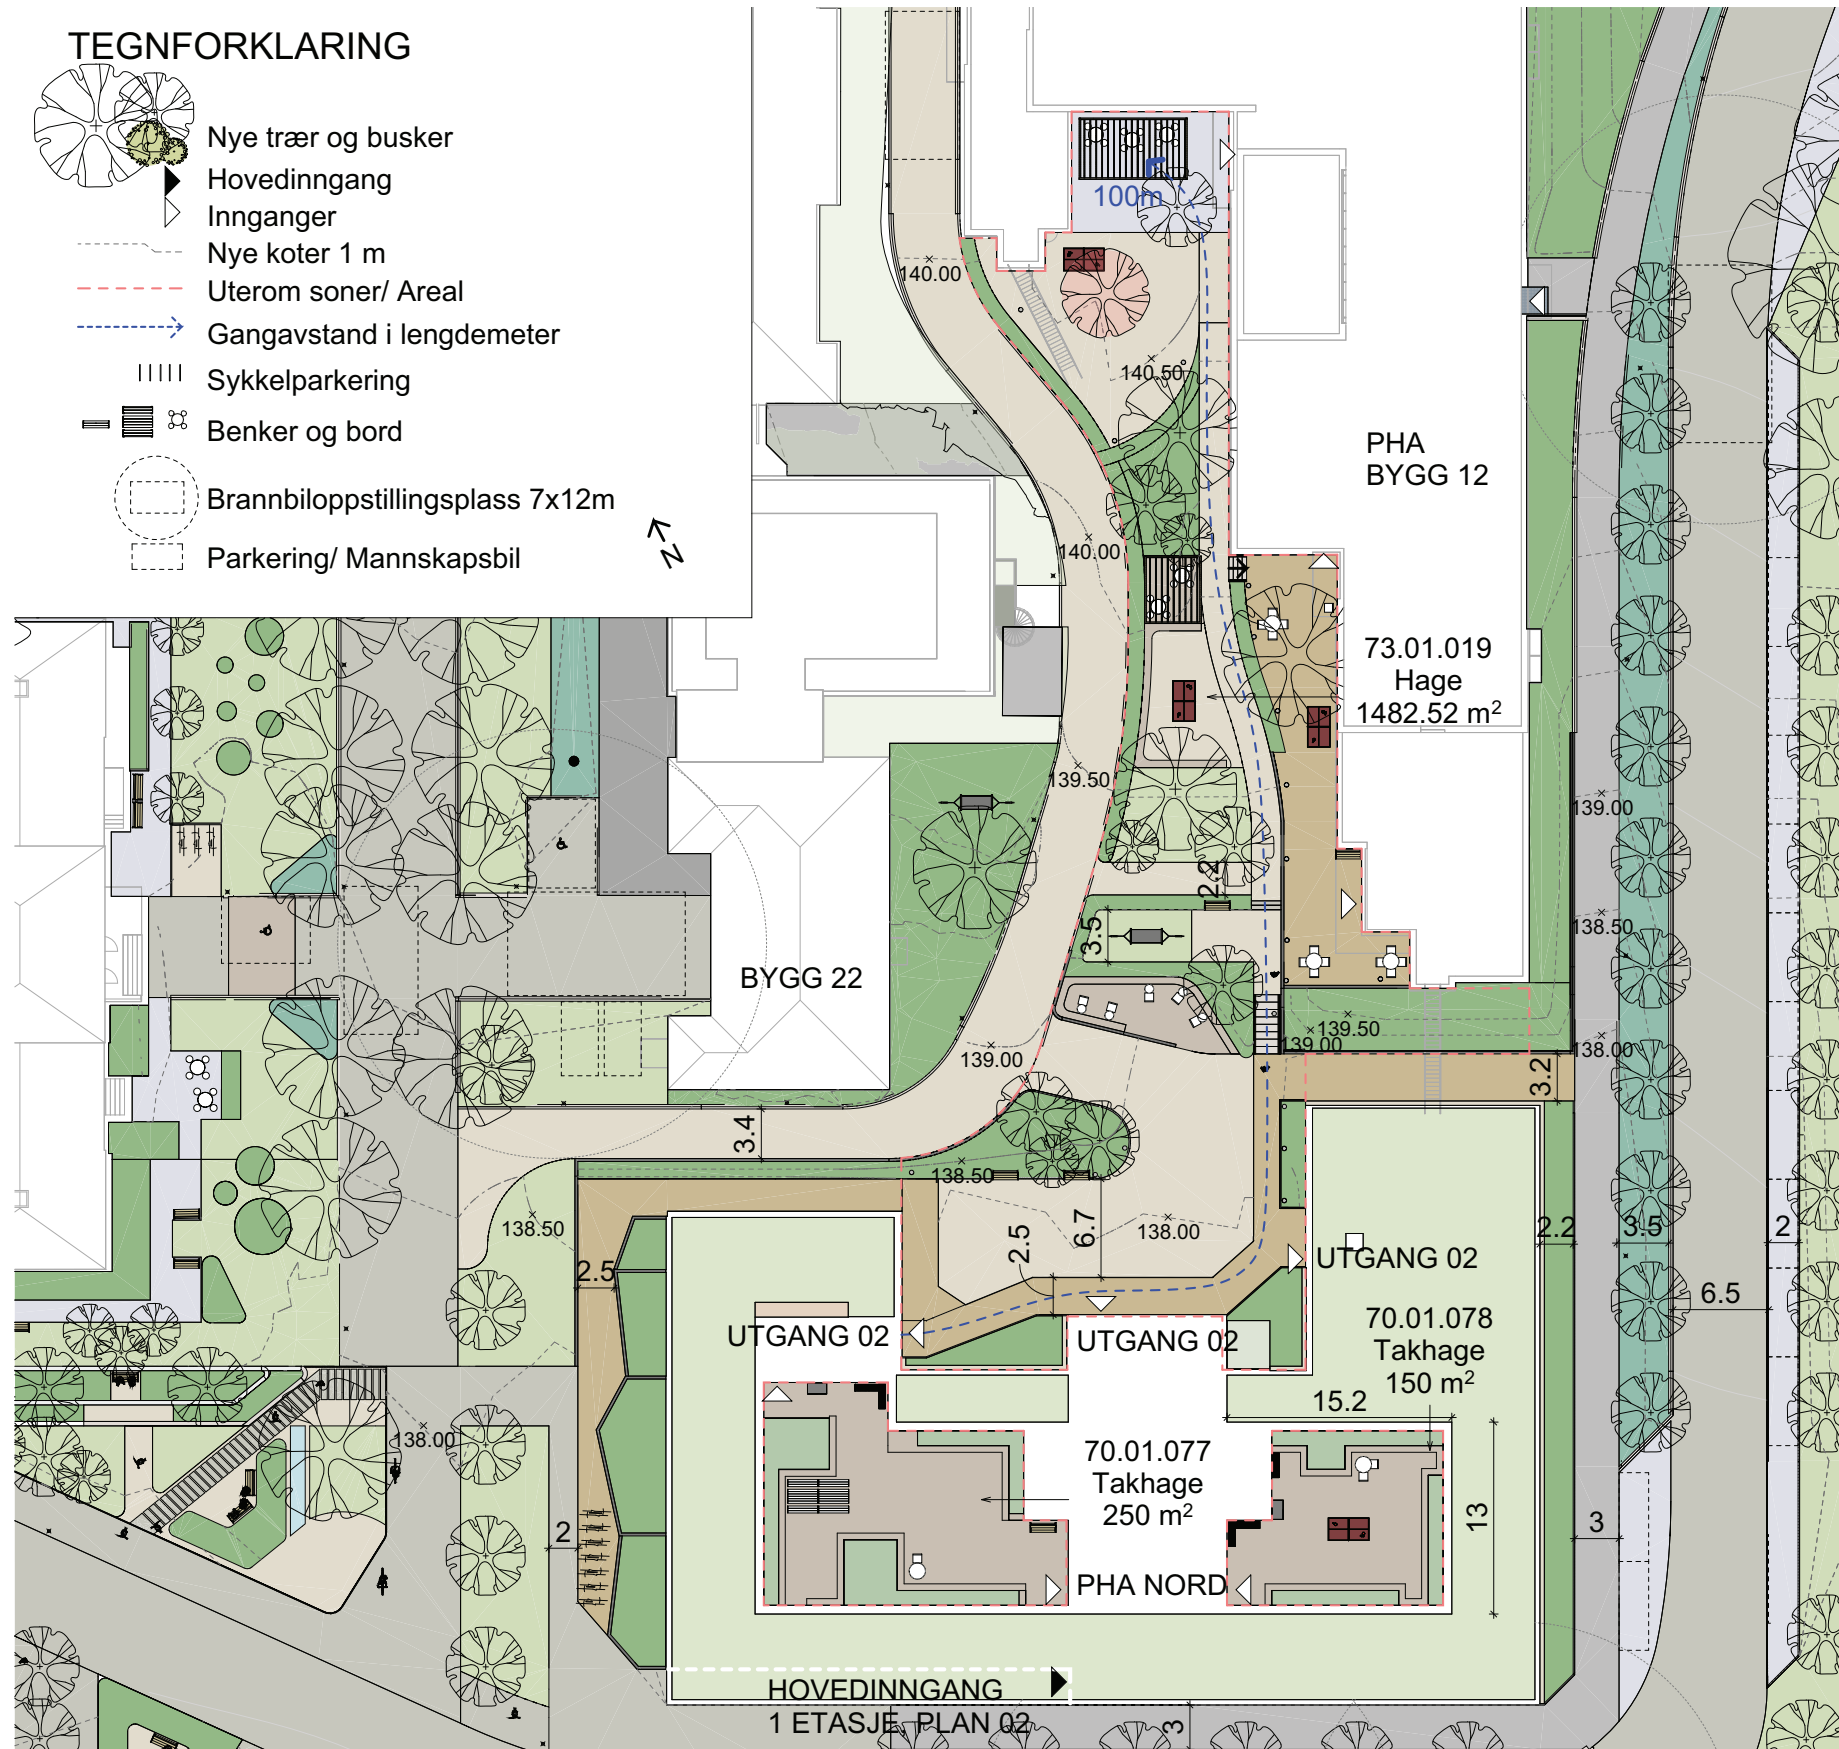 TEGNFORKLARING
Nye trær og busker
Hovedinngang
Innganger
Nye koter 1 m
Uterom soner/ Areal
Gangavstand i lengdemeter
Sykkelparkering
Benker og bord
Brannbiloppstillingsplass 7x12m
Parkering/ Mannskapsbil
N
100m
140.00
140.50
PHA
BYGG 12
140.00
73.01.019
Hage
1482.52 m²
139.50
139.00
2.2
3.5
138.50
BYGG 22
139.50
139.00
138.00
139.00
3.2
3.4
138.50
138.50
138.00
6.7
2.5
2.5
2.2
3.5
2
UTGANG 02
6.5
UTGANG 02
UTGANG 02
70.01.078
Takhage
150 m²
15.2
138.00
70.01.077
Takhage
250 m²
13
2
3
PHA NORD
HOVEDINNGANG
1 ETASJE, PLAN 02
3